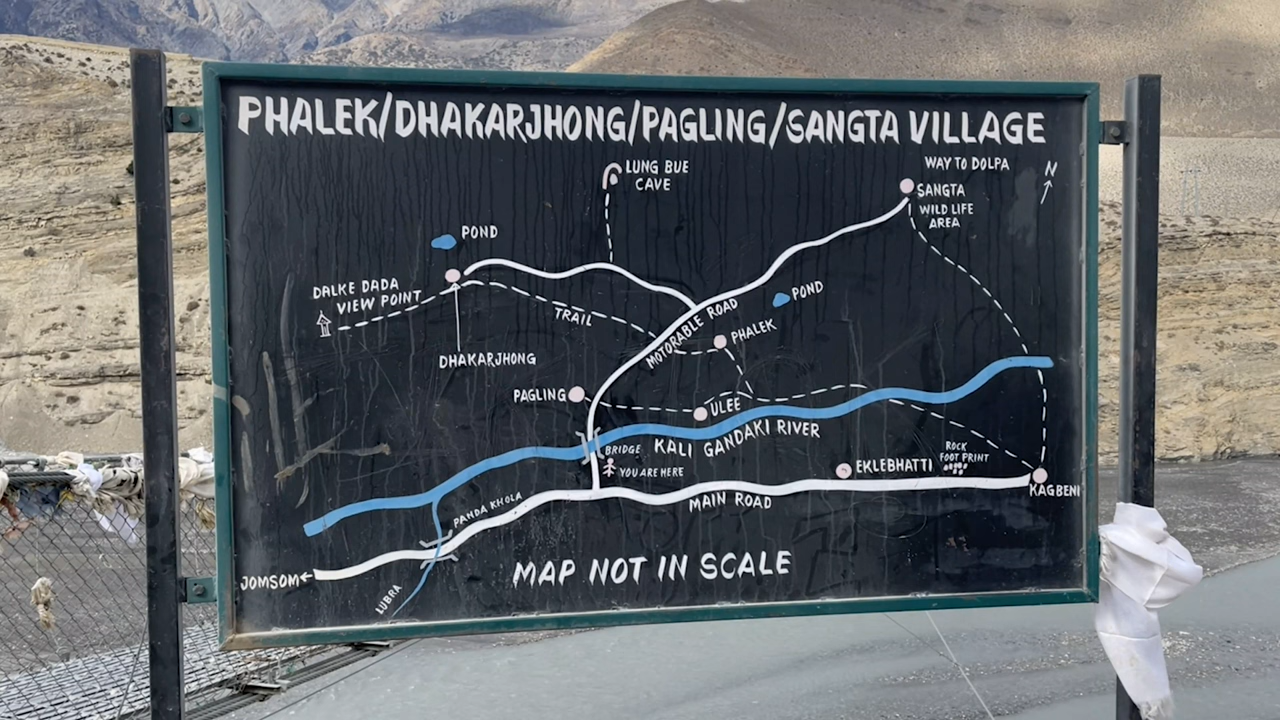 PHALEK/DHAKARJHONG/PAGLING/SANGTA VILLAGE
WAY TO DOLPA
N
LUNG BUE
CAVE
SANGTA
WILD LIFE
AREA
POND
DALKE DADA
VIEW POINT
POND
TRAIL
MOTORABLE ROAD
PHALEK
DHAKARJHONG
PAGLING
ULEE
KALI GANDAKI RIVER
BRIDGE
YOU ARE HERE
EKLEBHATTI
ROCK
FOOT PRINT
KAGBENI
MAIN ROAD
PANDA KHOLA
JOMSOM←
LUBRA
MAP NOT IN SCALE